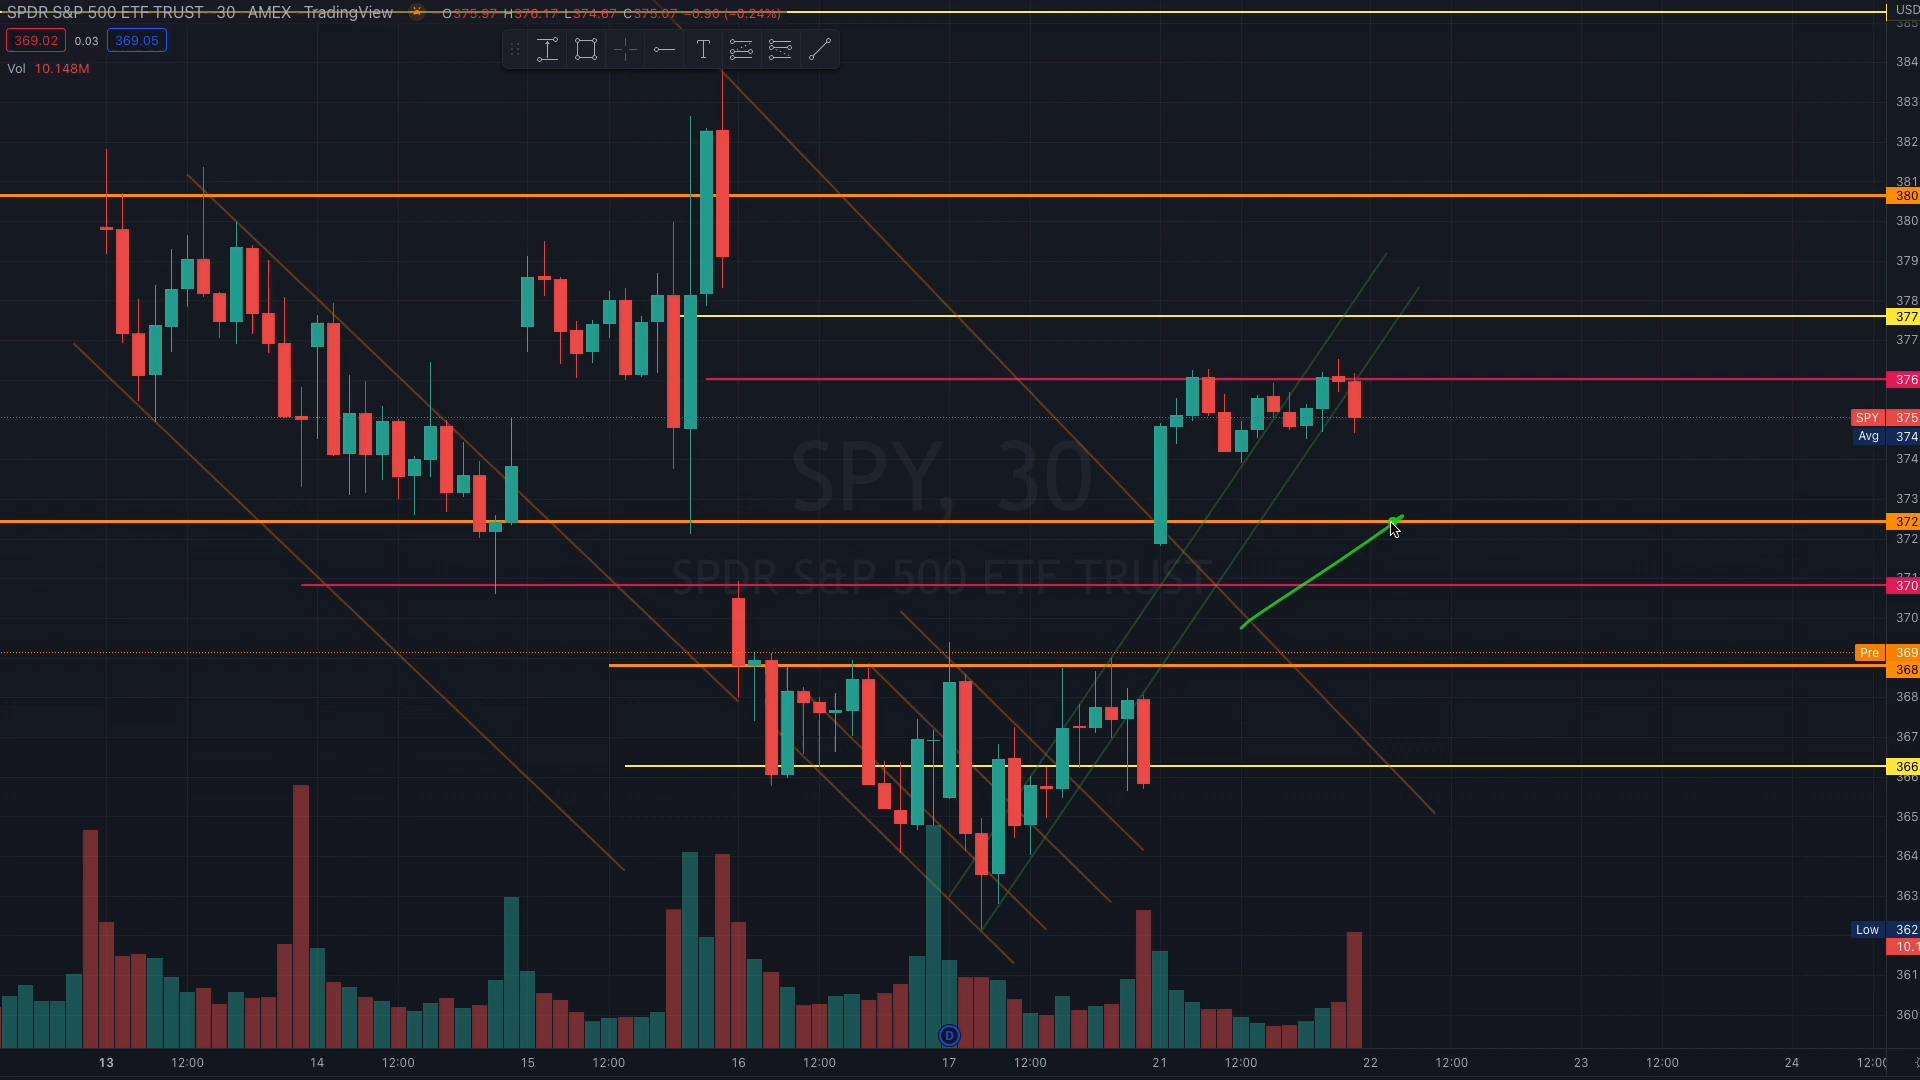 SPDR S&P 500 ETF TRUST · 30 · AMEX · TradingView O375.97 H376.17 L374.67 C375.07 −0.90 (−0.24%)
USD
369.02 0.03 369.05
Vol 10.148M
T
384
383
382
381
380
380
379
378
377
377
376
SPY 375
Avg 374
374
373
372
372
370
370
Pre 369
368
368
367
366
365
364
363
Low 362
10.1
361
360
SPY, 30
SPDR S&P 500 ETF TRUST
D
13 12:00 14 12:00 15 12:00 16 12:00 17 12:00 21 12:00 22 12:00 23 12:00 24 12:00